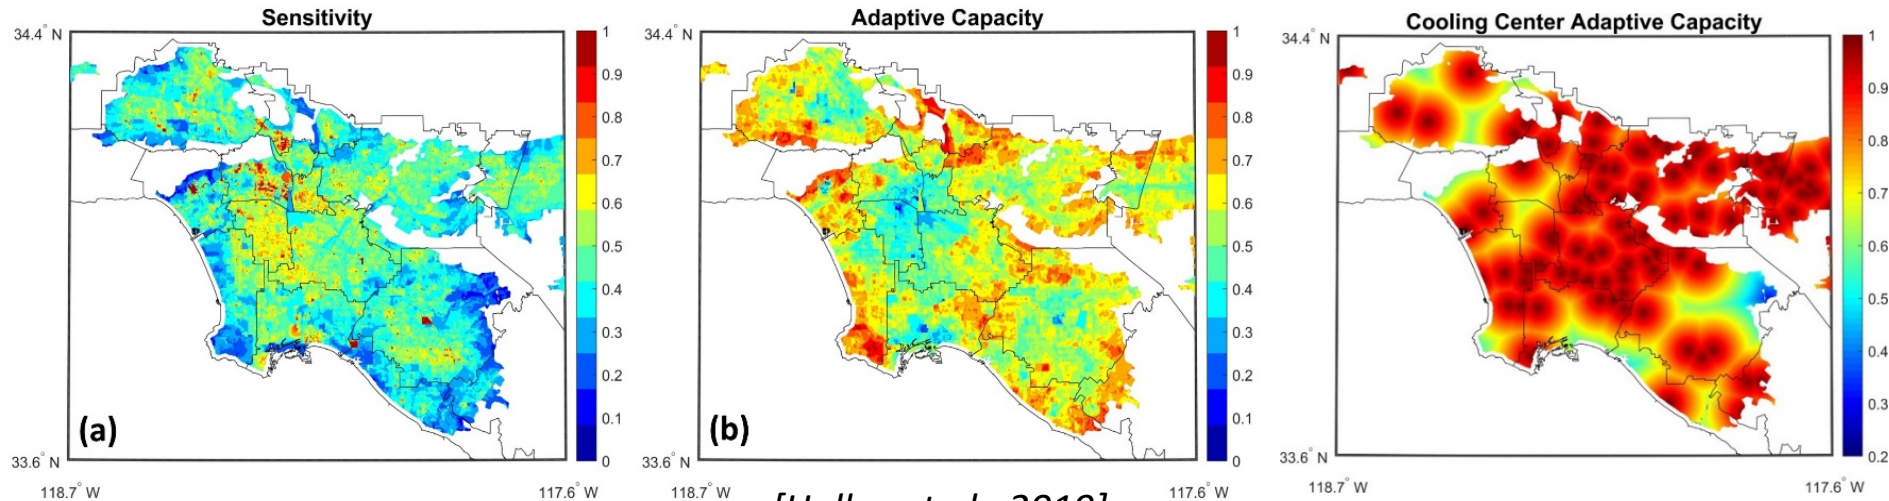 Sensitivity
34.4° N
33.6° N
118.7° W
117.6° W
(a)
1
0.9
0.8
0.7
0.6
0.5
0.4
0.3
0.2
0.1
0
Adaptive Capacity
34.4° N
33.6° N
118.7° W
117.6° W
(b)
1
0.9
0.8
0.7
0.6
0.5
0.4
0.3
0.2
0.1
0
Cooling Center Adaptive Capacity
34.4° N
33.6° N
118.7° W
117.6° W
1
0.9
0.8
0.7
0.6
0.5
0.4
0.3
0.2
2019]